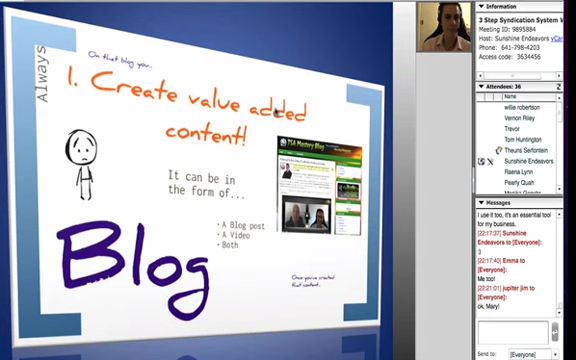 Always
On that blog you..
1. Create value added
content!
It can be in
the form of...
• A Blog post
• A Video
• Both
TSA Mastery Blog
Blog
Once you've created
that content.
Information
3 Step Syndication System
Meeting ID: 9895884
Host: Sunshine Endeavors
Phone: 641-798-4203
Access code: 3634456
Attendees: 36
Name
willie robertson
Vernon Riley
Trevor
Tom Huntington
Theuns Serfontein
Sunshine Endeavors
Raena Lynn
Pearly Quah
Messages
I use it too, it's an essential tool
for my business.
[22:17:37] Sunshine
Endeavors to [Everyone]:
3
[22:17:40] Emma to
[Everyone]:
Me too!
[22:21:01] jupiter jim to
[Everyone]:
ok, Mary!
Send to: [Everyone]